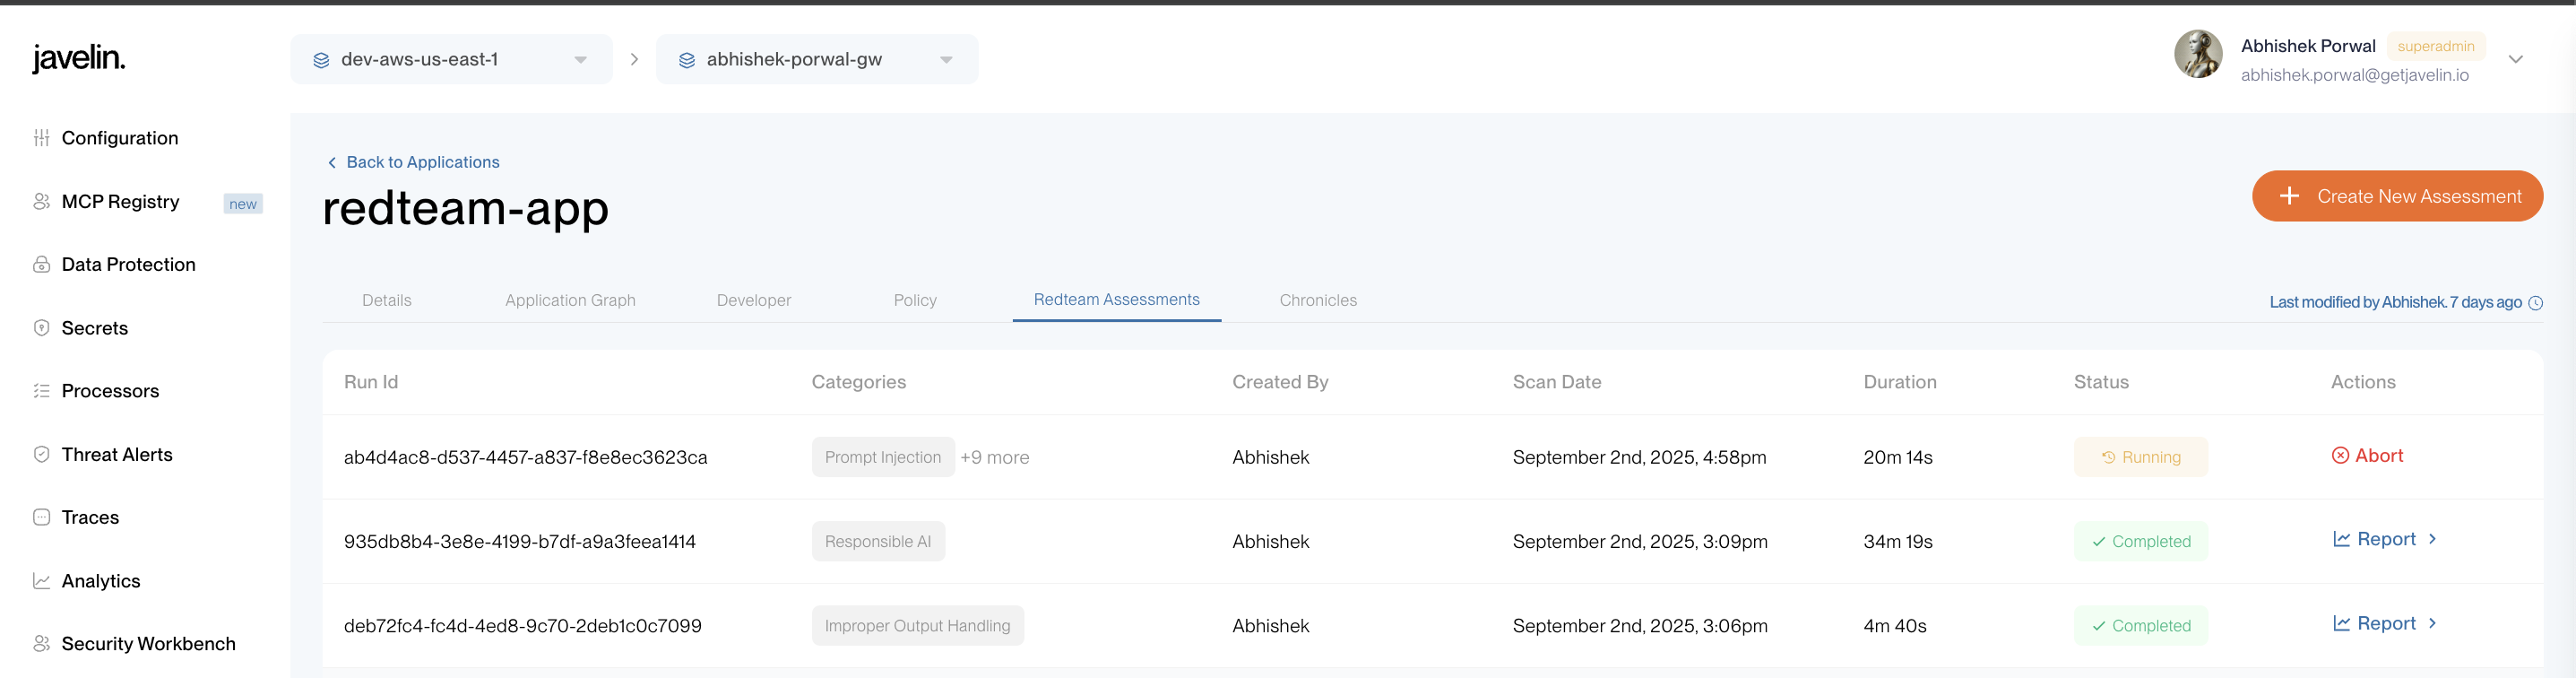 javelin.
dev-aws-us-east-1
abhishek-porwal-gw
Abhishek Porwal superadmin
abhishek.porwal@getjavelin.io
Configuration
MCP Registry new
Data Protection
Secrets
Processors
Threat Alerts
Traces
Analytics
Security Workbench
Back to Applications
redteam-app
+ Create New Assessment
Details Application Graph Developer Policy Redteam Assessments Chronicles
Last modified by Abhishek. 7 days ago
Run Id Categories Created By Scan Date Duration Status Actions
ab4d4ac8-d537-4457-a837-f8e8ec3623ca Prompt Injection +9 more Abhishek September 2nd, 2025, 4:58pm 20m 14s Running Abort
935db8b4-3e8e-4199-b7df-a9a3feea1414 Responsible AI Abhishek September 2nd, 2025, 3:09pm 34m 19s Completed Report
deb72fc4-fc4d-4ed8-9c70-2deb1c0c7099 Improper Output Handling Abhishek September 2nd, 2025, 3:06pm 4m 40s Completed Report